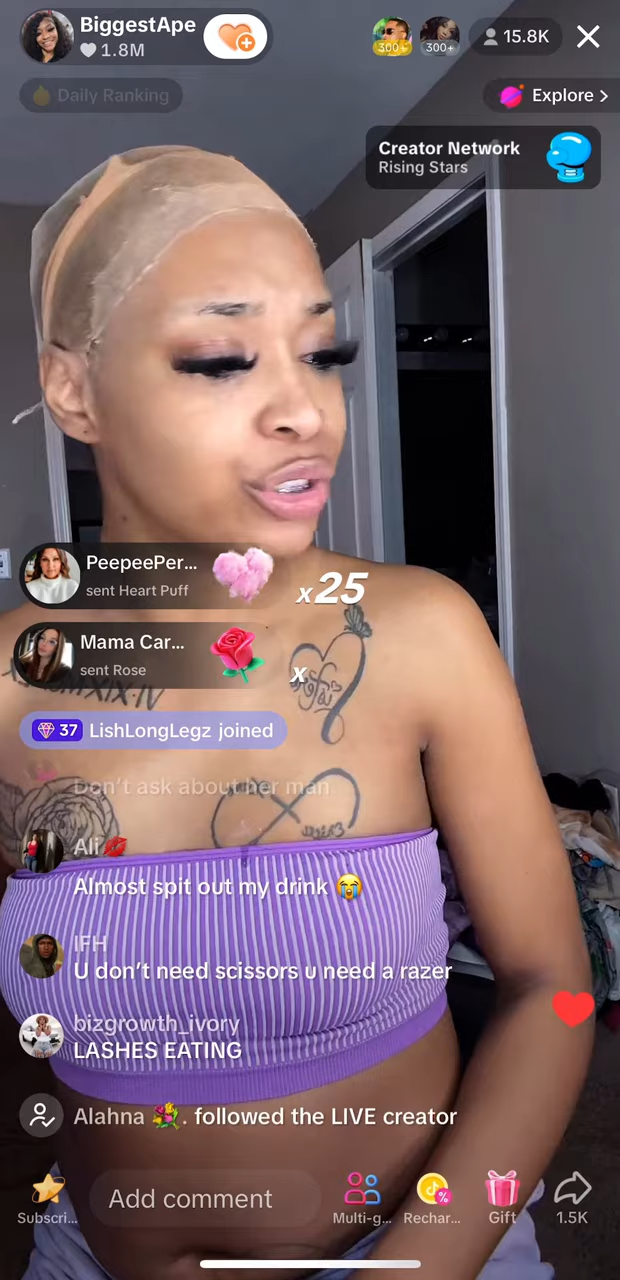 BiggestApe
1.8M
300+
300+
15.8K
Daily Ranking
Explore >
Creator Network
Rising Stars
PeepeePer...
sent Heart Puff
x25
Mama Car...
sent Rose
x
37 LishLongLegz joined
Don't ask about her man
Ali💋
Almost spit out my drink 😭
IFH
U don't need scissors u need a razer
bizgrowth_ivory
LASHES EATING
Alahna 💐. followed the LIVE creator
Subscri...
Add comment
Multi-g...
Rechar...
Gift
1.5K